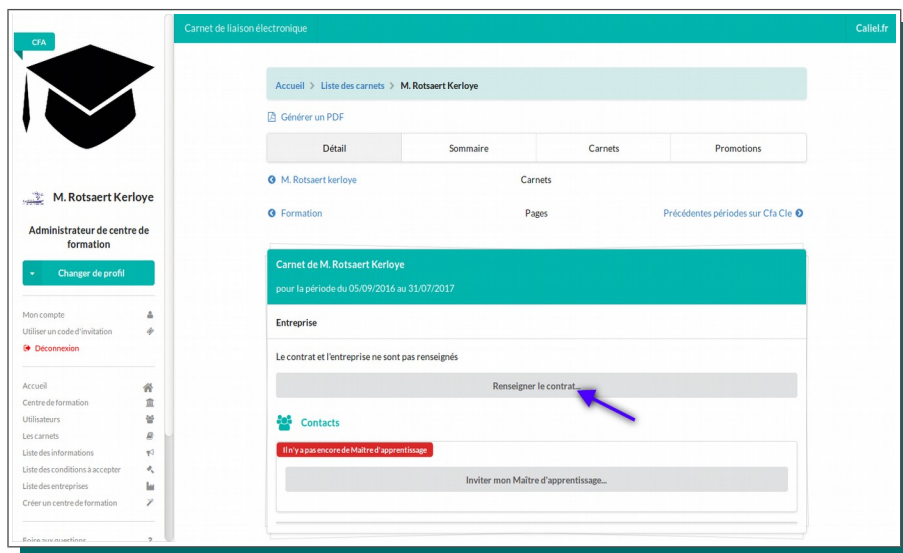 Carnet de liaison électronique
Caliel.fr
CFA
M. Rotsaert Kerloye
Administrateur de centre de
formation
Changer de profil
Mon compte
Utiliser un code d'invitation
Déconnexion
Accueil
Centre de formation
Utilisateurs
Les carnets
Liste des informations
Liste des conditions à accepter
Liste des entreprises
Créer un centre de formation
Foire aux questions
Accueil > Liste des carnets > M. Rotsaert Kerloye
Générer un PDF
Détail Sommaire Carnets Promotions
M. Rotsaert kerloye Carnets
Formation Pages Précédentes périodes sur Cfa Cle
Carnet de M. Rotsaert Kerloye
pour la période du 05/09/2016 au 31/07/2017
Entreprise
Le contrat et l'entreprise ne sont pas renseignés
Renseigner le contrat...
Contacts
Il n'y a pas encore de Maître d'apprentissage
Inviter mon Maître d'apprentissage...